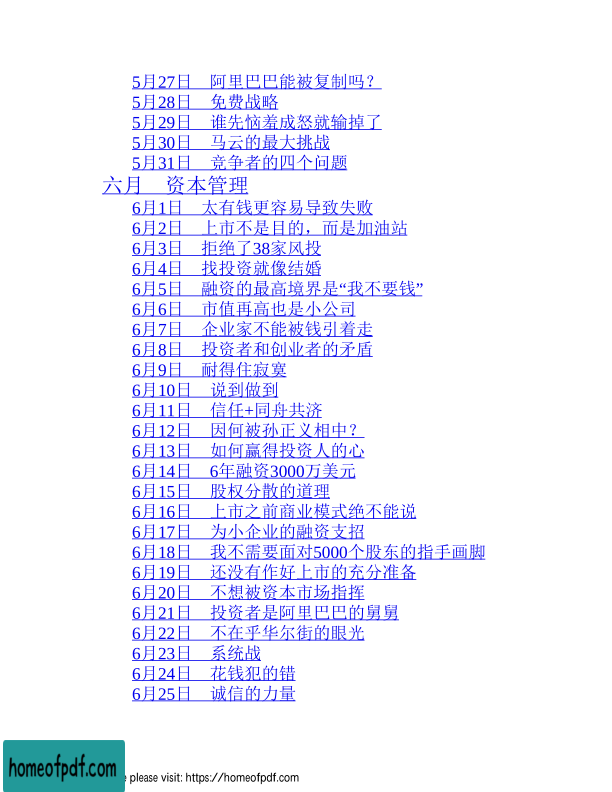 5月27日　阿里巴巴能被复制吗？
5月28日　免费战略
5月29日　谁先恼羞成怒就输掉了
5月30日　马云的最大挑战
5月31日　竞争者的四个问题
六月　资本管理
6月1日　太有钱更容易导致失败
6月2日　上市不是目的，而是加油站
6月3日　拒绝了38家风投
6月4日　找投资就像结婚
6月5日　融资的最高境界是“我不要钱”
6月6日　市值再高也是小公司
6月7日　企业家不能被钱引着走
6月8日　投资者和创业者的矛盾
6月9日　耐得住寂寞
6月10日　说到做到
6月11日　信任+同舟共济
6月12日　因何被孙正义相中？
6月13日　如何赢得投资人的心
6月14日　6年融资3000万美元
6月15日　股权分散的道理
6月16日　上市之前商业模式绝不能说
6月17日　为小企业的融资支招
6月18日　我不需要面对5000个股东的指手画脚
6月19日　还没有作好上市的充分准备
6月20日　不想被资本市场指挥
6月21日　投资者是阿里巴巴的舅舅
6月22日　不在乎华尔街的眼光
6月23日　系统战
6月24日　花钱犯的错
6月25日　诚信的力量
homeofpdf.com
please visit: https://homeofpdf.com